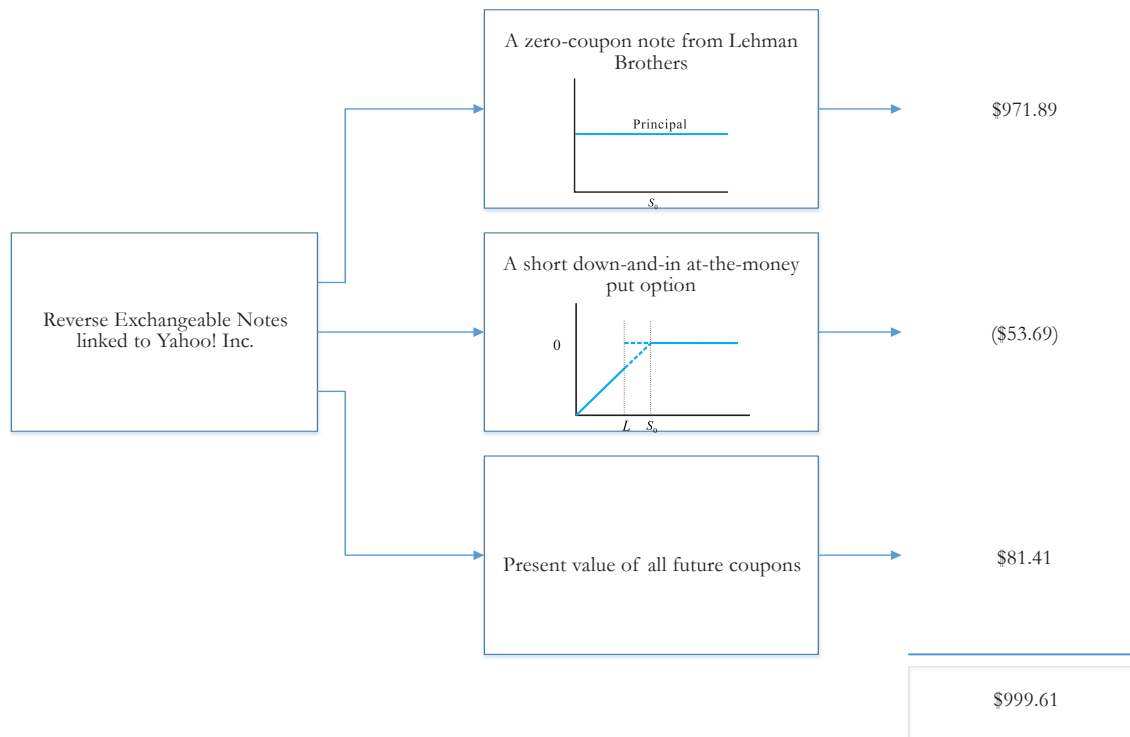 A zero-coupon note from Lehman
Brothers
Principal
S₀
$971.89
Reverse Exchangeable Notes
linked to Yahoo! Inc.
A short down-and-in at-the-money
put option
0
L S₀
($53.69)
Present value of all future coupons
$81.41
$999.61